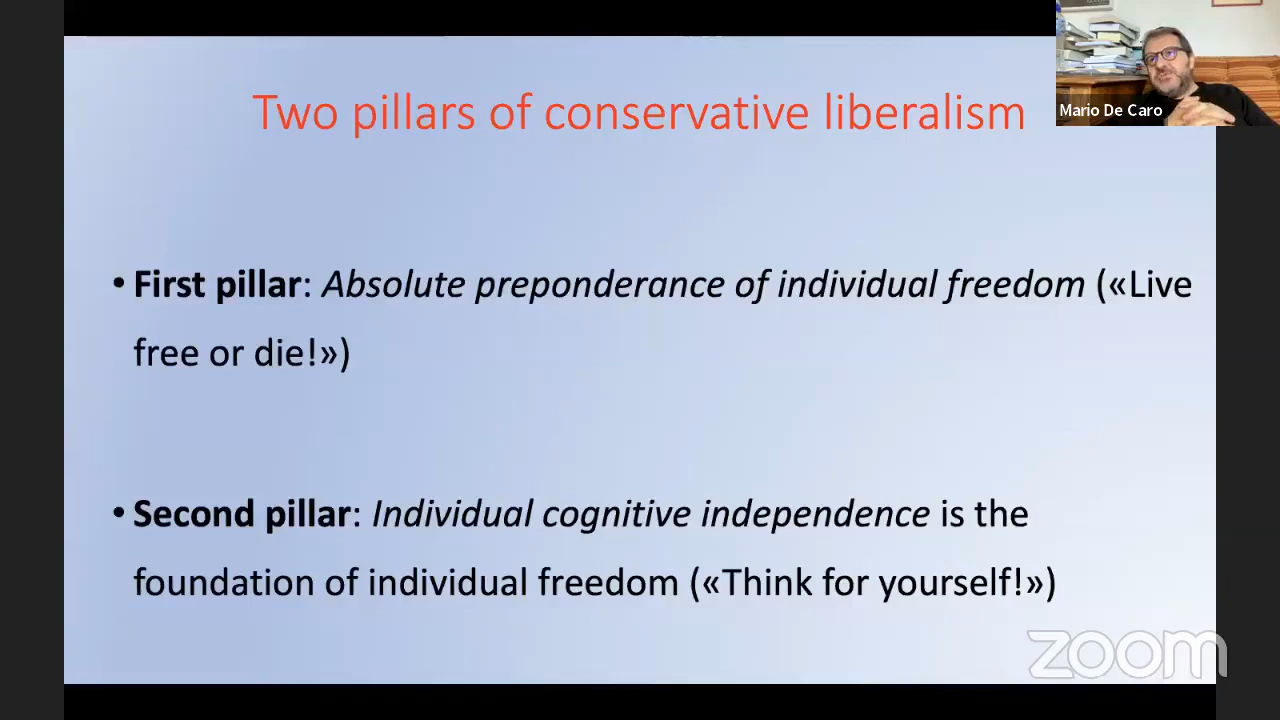 Two pillars of conservative liberalism
Mario De Caro
• First pillar: Absolute preponderance of individual freedom («Live
free or die!»)
• Second pillar: Individual cognitive independence is the
foundation of individual freedom («Think for yourself!»)
zoom